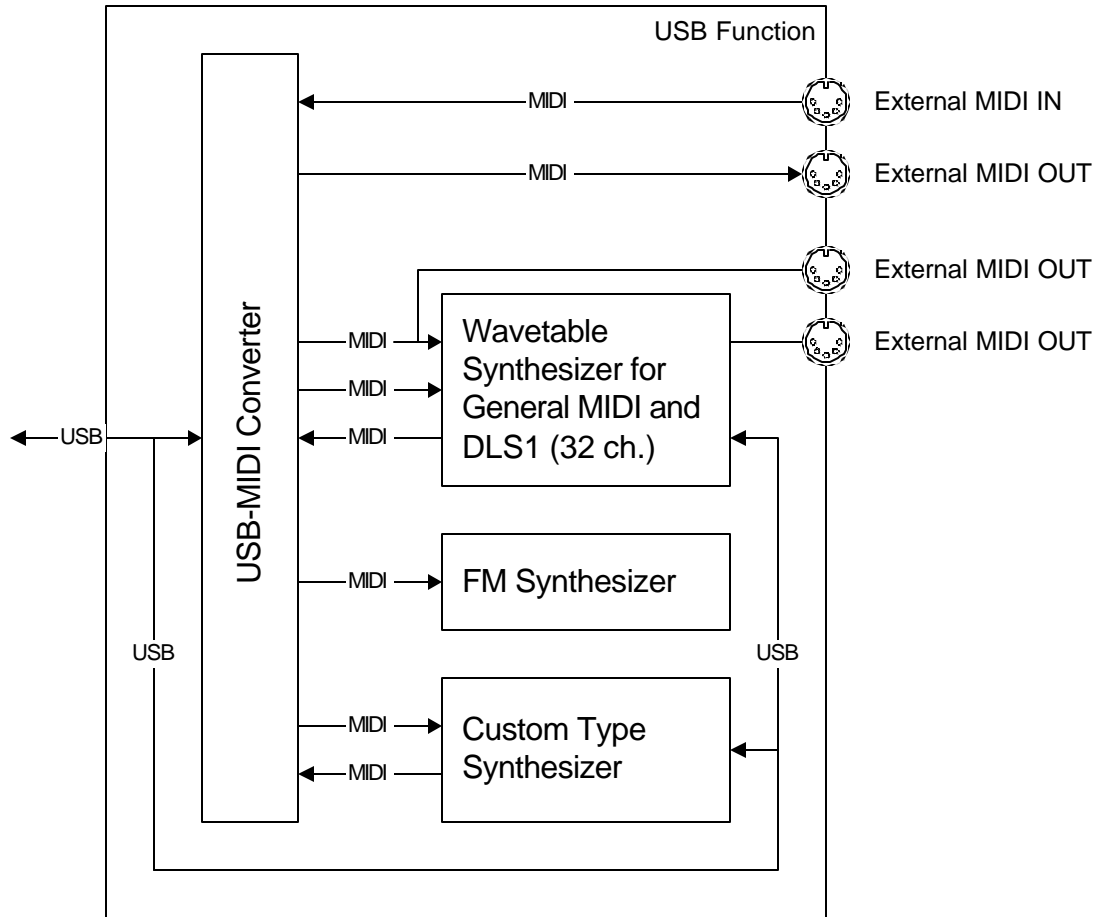 USB Function
MIDI
External MIDI IN
MIDI
External MIDI OUT
External MIDI OUT
MIDI
Wavetable
Synthesizer for
General MIDI and
DLS1 (32 ch.)
External MIDI OUT
MIDI
MIDI
USB
USB-MIDI Converter
MIDI
FM Synthesizer
USB
USB
MIDI
Custom Type
Synthesizer
MIDI